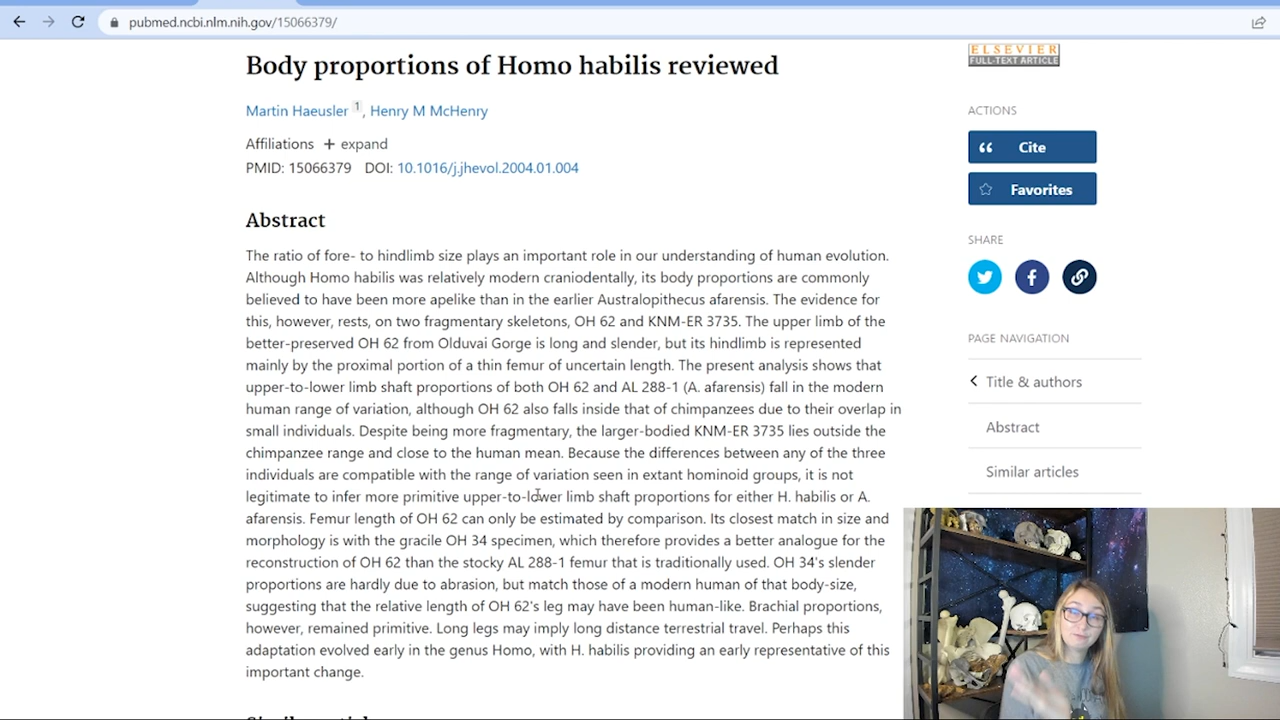 pubmed.ncbi.nlm.nih.gov/15066379/
Body proportions of Homo habilis reviewed
Martin Haeusler 1, Henry M McHenry
Affiliations + expand
PMID: 15066379 DOI: 10.1016/j.jhevol.2004.01.004
Abstract
The ratio of fore- to hindlimb size plays an important role in our understanding of human evolution.
Although Homo habilis was relatively modern craniodentally, its body proportions are commonly
believed to have been more apelike than in the earlier Australopithecus afarensis. The evidence for
this, however, rests, on two fragmentary skeletons, OH 62 and KNM-ER 3735. The upper limb of the
better-preserved OH 62 from Olduvai Gorge is long and slender, but its hindlimb is represented
mainly by the proximal portion of a thin femur of uncertain length. The present analysis shows that
upper-to-lower limb shaft proportions of both OH 62 and AL 288-1 (A. afarensis) fall in the modern
human range of variation, although OH 62 also falls inside that of chimpanzees due to their overlap in
small individuals. Despite being more fragmentary, the larger-bodied KNM-ER 3735 lies outside the
chimpanzee range and close to the human mean. Because the differences between any of the three
individuals are compatible with the range of variation seen in extant hominoid groups, it is not
legitimate to infer more primitive upper-to-lower limb shaft proportions for either H. habilis or A.
afarensis. Femur length of OH 62 can only be estimated by comparison. Its closest match in size and
morphology is with the gracile OH 34 specimen, which therefore provides a better analogue for the
reconstruction of OH 62 than the stocky AL 288-1 femur that is traditionally used. OH 34's slender
proportions are hardly due to abrasion, but match those of a modern human of that body-size,
suggesting that the relative length of OH 62's leg may have been human-like. Brachial proportions,
however, remained primitive. Long legs may imply long distance terrestrial travel. Perhaps this
adaptation evolved early in the genus Homo, with H. habilis providing an early representative of this
important change.
ELSEVIER
FULL-TEXT ARTICLE
ACTIONS
Cite
Favorites
SHARE
PAGE NAVIGATION
Title & authors
Abstract
Similar articles